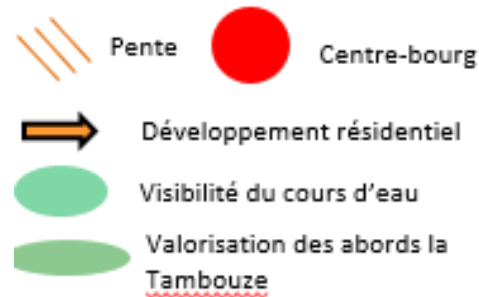 Pente
Centre-bourg
Développement résidentiel
Visibilité du cours d'eau
Valorisation des abords la
Tambouze